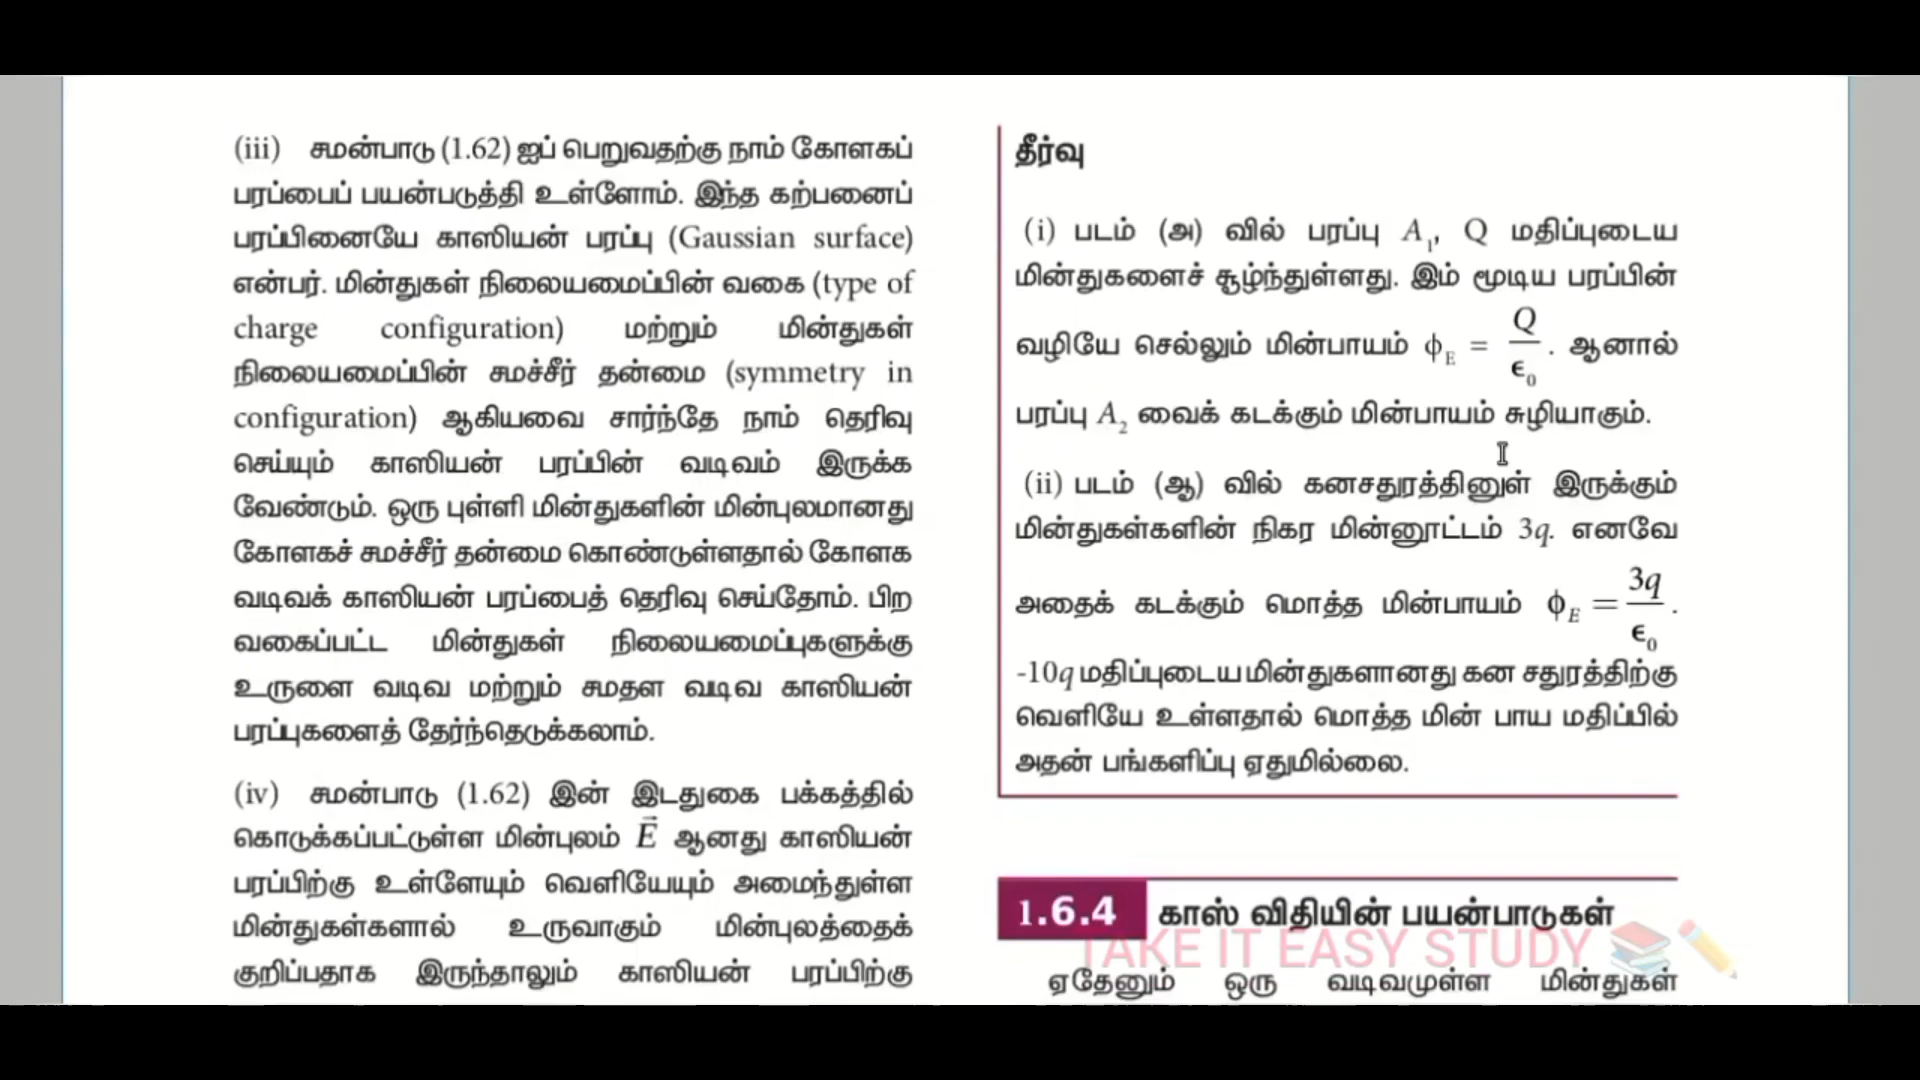 (iii) சமன்பாடு (1.62) ஐப் பெறுவதற்கு நாம் கோளகப்
பரப்பைப் பயன்படுத்தி உள்ளோம். இந்த கற்பனைப்
பரப்பினையே காஸியன் பரப்பு (Gaussian surface)
என்பர். மின்துகள் நிலையமைப்பின் வகை (type of
charge configuration) மற்றும் மின்துகள்
நிலையமைப்பின் சமச்சீர் தன்மை (symmetry in
configuration) ஆகியவை சார்ந்தே நாம் தெரிவு
செய்யும் காஸியன் பரப்பின் வடிவம் இருக்க
வேண்டும். ஒரு புள்ளி மின்துகளின் மின்புலமானது
கோளகச் சமச்சீர் தன்மை கொண்டுள்ளதால் கோளக
வடிவக் காஸியன் பரப்பைத் தெரிவு செய்தோம். பிற
வகைப்பட்ட மின்துகள் நிலையமைப்புகளுக்கு
உருளை வடிவ மற்றும் சமதள வடிவ காஸியன்
பரப்புகளைத் தேர்ந்தெடுக்கலாம்.
(iv) சமன்பாடு (1.62) இன் இடதுகை பக்கத்தில்
கொடுக்கப்பட்டுள்ள மின்புலம் E⃗ ஆனது காஸியன்
பரப்பிற்கு உள்ளேயும் வெளியேயும் அமைந்துள்ள
மின்துகள்களால் உருவாகும் மின்புலத்தைக்
குறிப்பதாக இருந்தாலும் காஸியன் பரப்பிற்கு
தீர்வு
(i) படம் (அ) வில் பரப்பு A₁, Q மதிப்புடைய
மின்துகளைச் சூழ்ந்துள்ளது. இம் மூடிய பரப்பின்
வழியே செல்லும் மின்பாயம் ϕ_E = Q/ϵ₀. ஆனால்
பரப்பு A₂ வைக் கடக்கும் மின்பாயம் சுழியாகும்.
(ii) படம் (ஆ) வில் கனசதுரத்தினுள் இருக்கும்
மின்துகள்களின் நிகர மின்னூட்டம் 3q. எனவே
அதைக் கடக்கும் மொத்த மின்பாயம் ϕ_E = 3q/ϵ₀.
-10q மதிப்புடைய மின்துகளானது கன சதுரத்திற்கு
வெளியே உள்ளதால் மொத்த மின் பாய மதிப்பில்
அதன் பங்களிப்பு ஏதுமில்லை.
1.6.4 காஸ் விதியின் பயன்பாடுகள்
TAKE IT EASY STUDY
ஏதேனும் ஒரு வடிவமுள்ள மின்துகள்